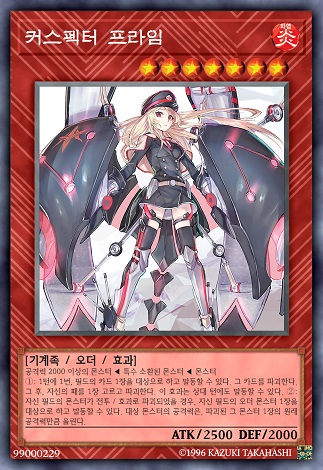 커스펙터 프라임
화염
炎
[기계족 / 오더 / 효과]
공격력 2000 이상의 몬스터 ◀ 특수 소환된 몬스터 ◀ 몬스터
①: 1턴에 1번, 필드의 카드 1장을 대상으로 하고 발동할 수 있다. 그 카드를 파괴한다.
그 후, 자신의 패를 1장 고르고 파괴한다. 이 효과는 상대 턴에도 발동할 수 있다. ②:
자신 필드의 몬스터가 전투 / 효과로 파괴되었을 경우, 자신 필드의 오더 몬스터 1장을
대상으로 하고 발동할 수 있다. 대상 몬스터의 공격력은, 파괴된 그 몬스터 1장의 원래
공격력만큼 올린다.
ATK/2500 DEF/2000
99000229
©1996 KAZUKI TAKAHASHI